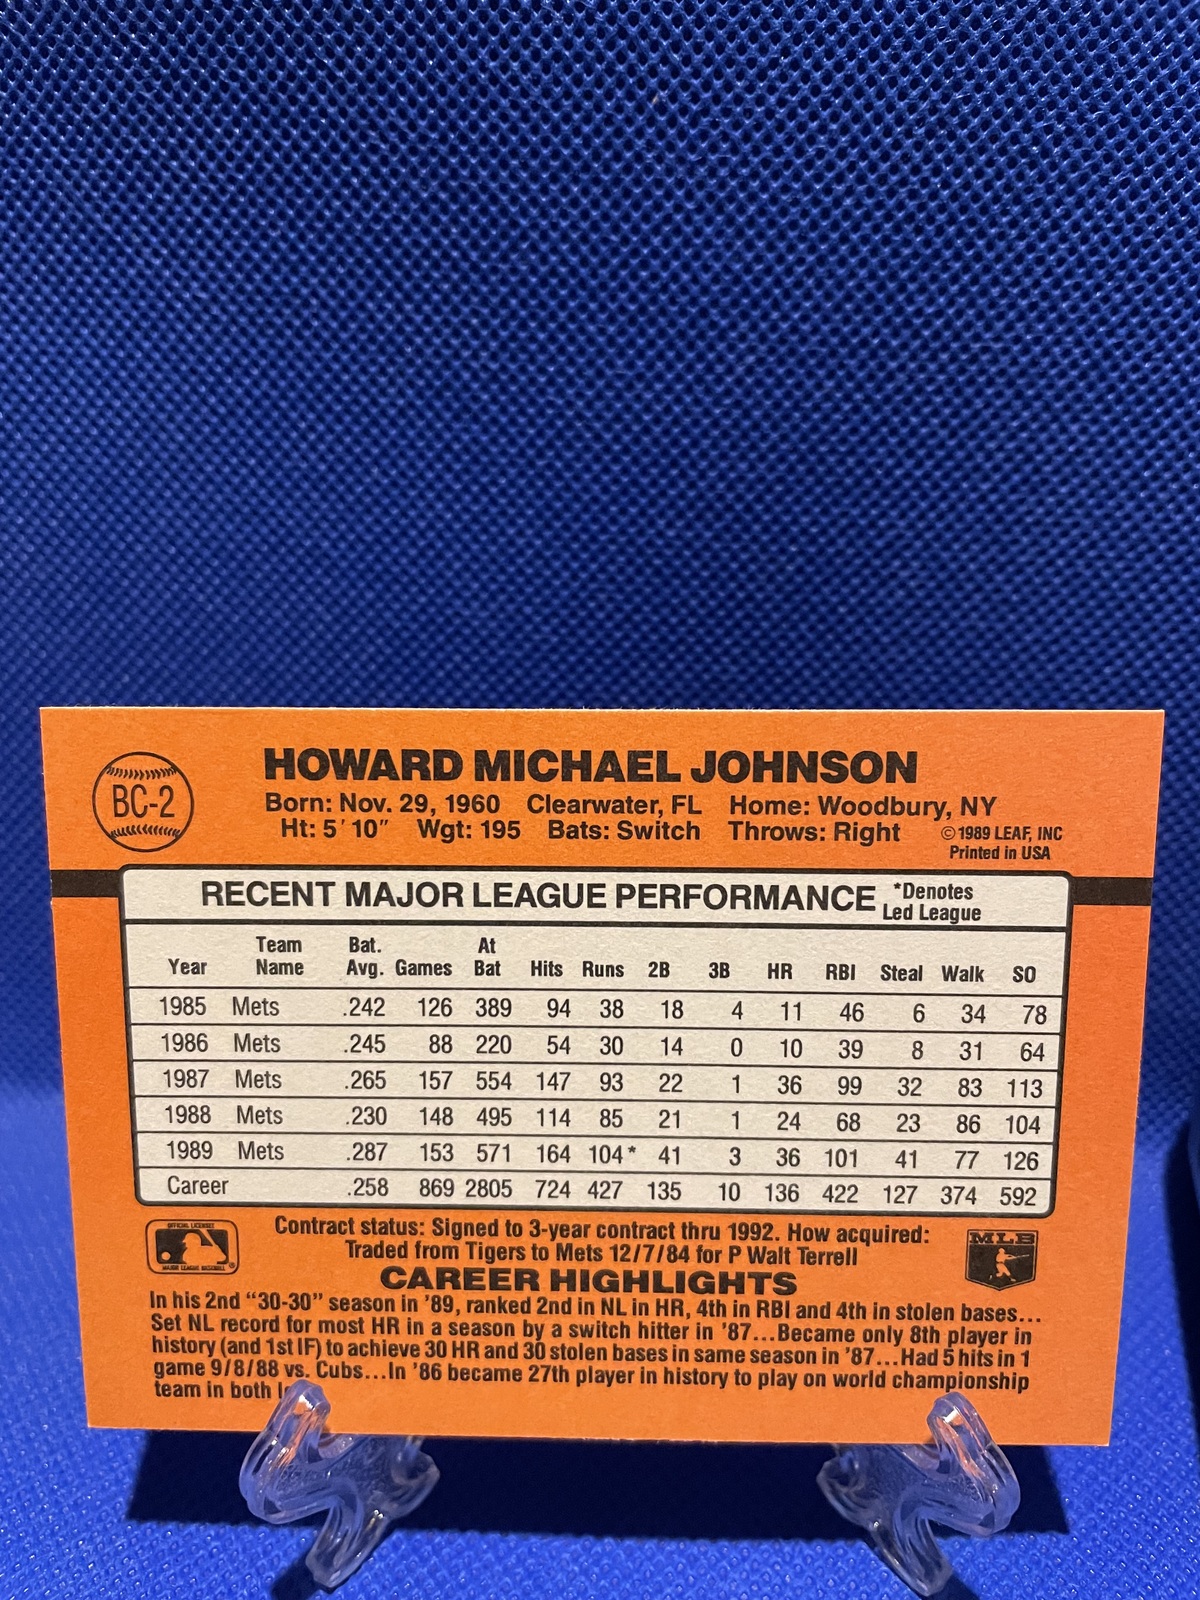 BC-2
HOWARD MICHAEL JOHNSON
Born: Nov. 29, 1960 Clearwater, FL Home: Woodbury, NY
Ht: 5' 10" Wgt: 195 Bats: Switch Throws: Right
©1989 LEAF, INC
Printed in USA
RECENT MAJOR LEAGUE PERFORMANCE *Denotes
Led League
Year Team Name Bat. Avg. Games At Bat Hits Runs 2B 3B HR RBI Steal Walk SO
1985 Mets .242 126 389 94 38 18 4 11 46 6 34 78
1986 Mets .245 88 220 54 30 14 0 10 39 8 31 64
1987 Mets .265 157 554 147 93 22 1 36 99 32 83 113
1988 Mets .230 148 495 114 85 21 1 24 68 23 86 104
1989 Mets .287 153 571 164 104* 41 3 36 101 41 77 126
Career .258 869 2805 724 427 135 10 136 422 127 374 592
OFFICIAL LICENSEE
MAJOR LEAGUE BASEBALL
®
Contract status: Signed to 3-year contract thru 1992. How acquired:
Traded from Tigers to Mets 12/7/84 for P Walt Terrell
MLB
CAREER HIGHLIGHTS
In his 2nd "30-30" season in '89, ranked 2nd in NL in HR, 4th in RBI and 4th in stolen bases...
Set NL record for most HR in a season by a switch hitter in '87...Became only 8th player in
history (and 1st IF) to achieve 30 HR and 30 stolen bases in same season in '87...Had 5 hits in 1
game 9/8/88 vs. Cubs...In '86 became 27th player in history to play on world championship
team in both